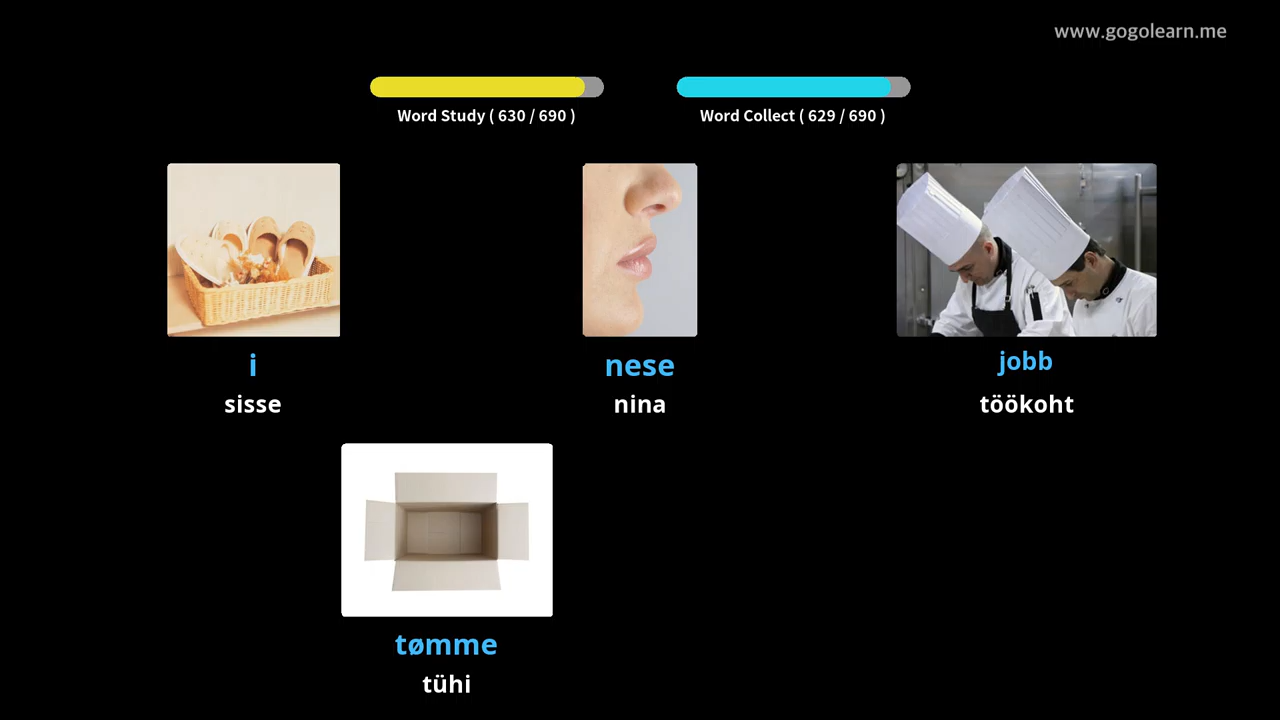 www.gogolearn.me
Word Study ( 630 / 690 )
Word Collect ( 629 / 690 )
i
nese
jobb
sisse
nina
töökoht
tømme
tühi